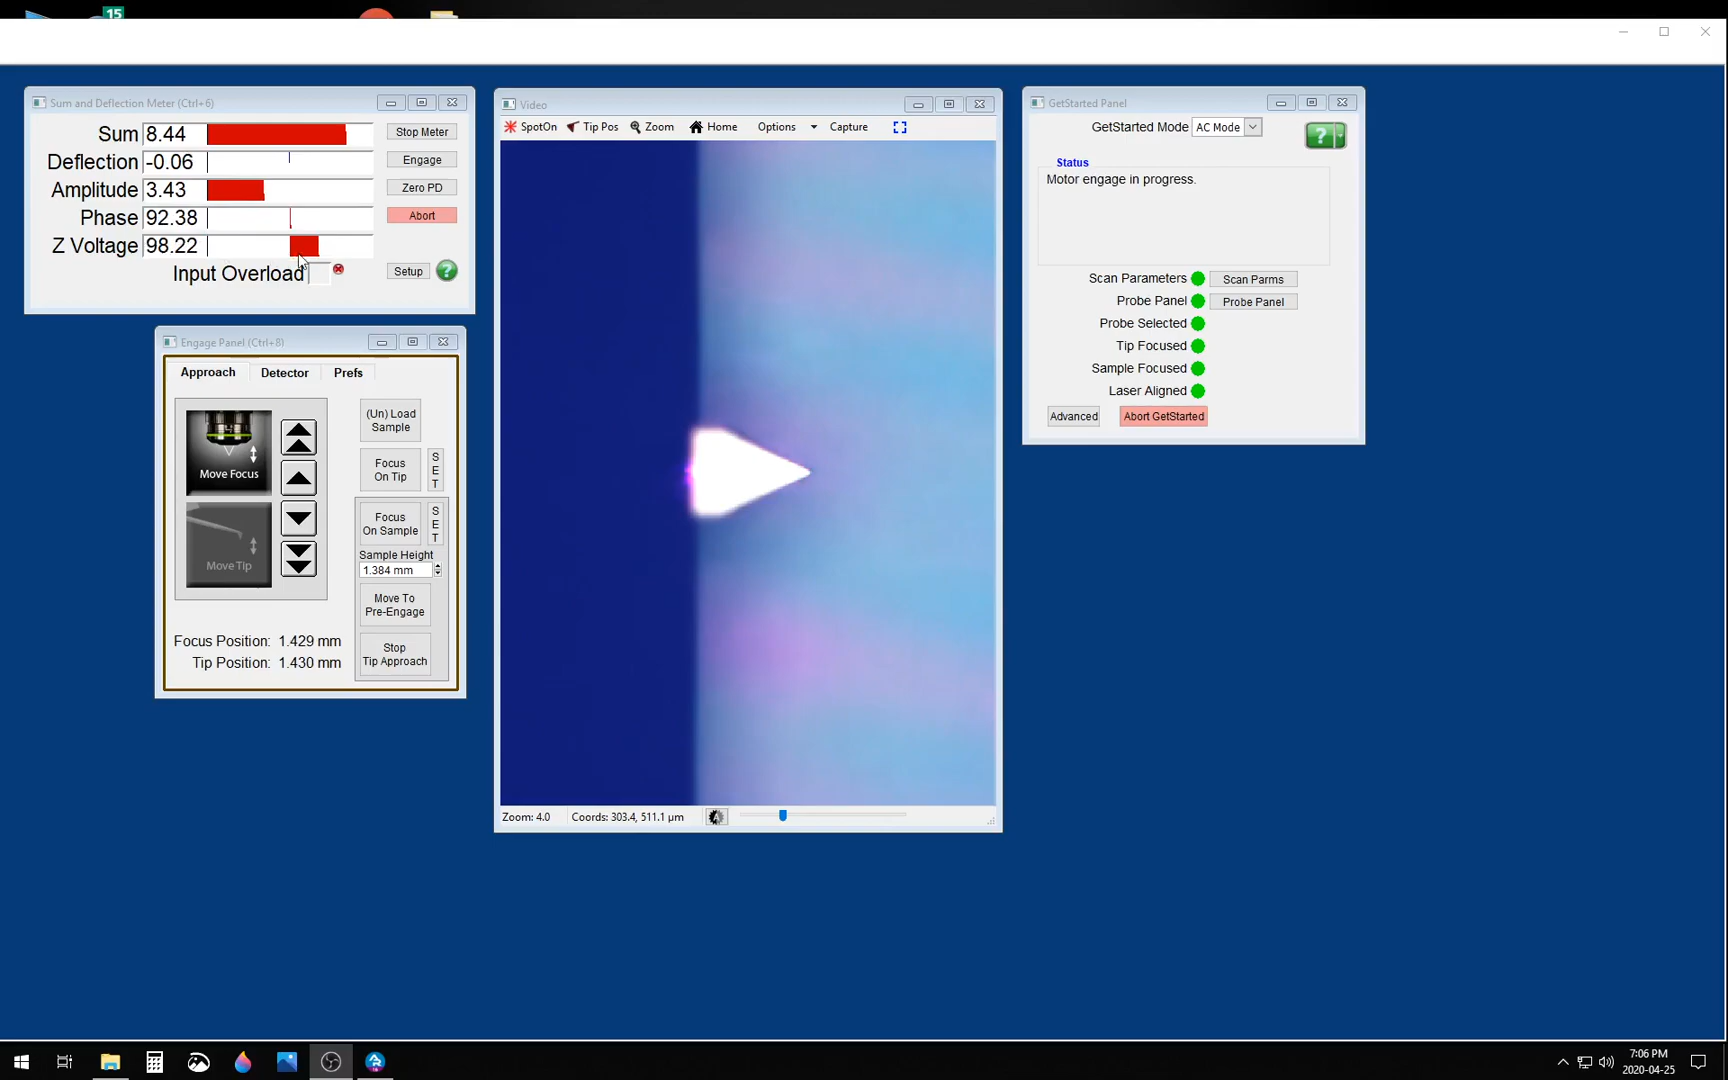 15
Sum and Deflection Meter (Ctrl+6)
Sum 8.44 Stop Meter
Deflection -0.06 Engage
Amplitude 3.43 Zero PD
Phase 92.38 Abort
Z Voltage 98.22
Input Overload Setup ?
Engage Panel (Ctrl+8)
Approach Detector Prefs
Move Focus
Move Tip
(Un) Load
Sample
Focus
On Tip
S
E
T
Focus
On Sample
S
E
T
Sample Height
1.384 mm
Move To
Pre-Engage
Stop
Tip Approach
Focus Position: 1.429 mm
Tip Position: 1.430 mm
Video
SpotOn Tip Pos Zoom Home Options Capture
Zoom: 4.0 Coords: 303.4, 511.1 µm
GetStarted Panel
GetStarted Mode AC Mode ?
Status
Motor engage in progress.
Scan Parameters Scan Parms
Probe Panel Probe Panel
Probe Selected
Tip Focused
Sample Focused
Laser Aligned
Advanced Abort GetStarted
7:06 PM
2020-04-25